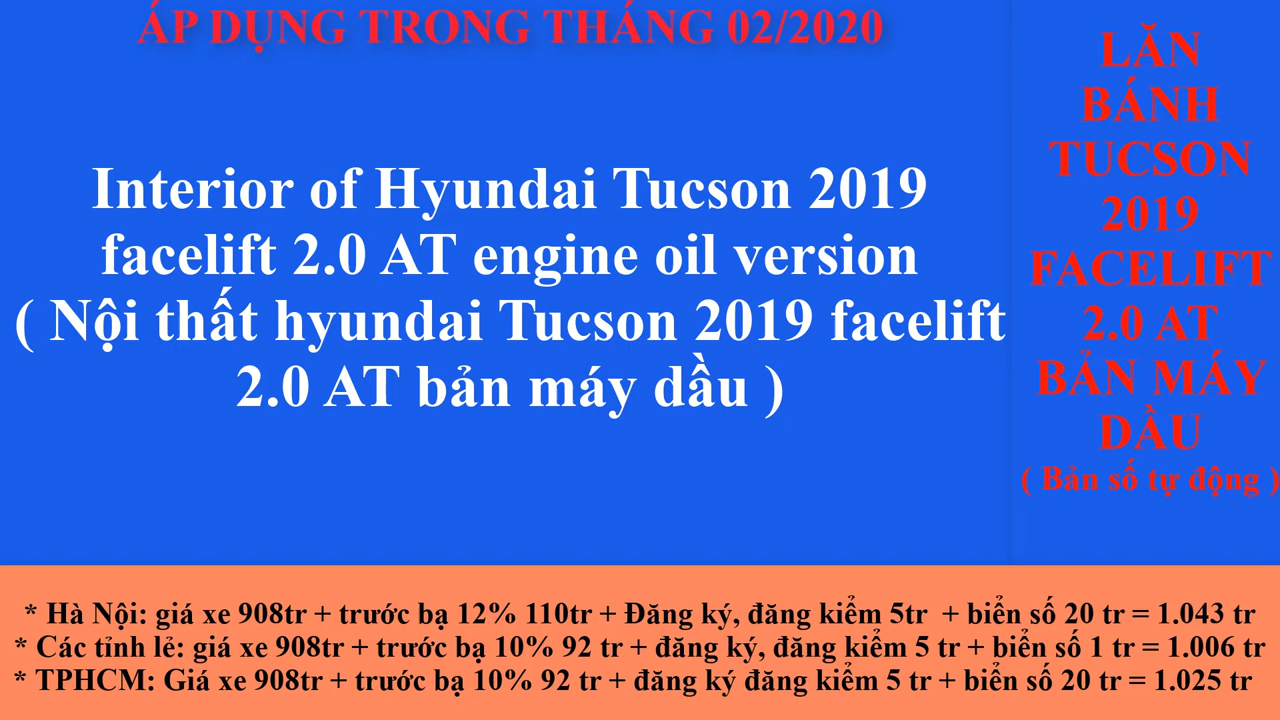 ÁP DỤNG TRONG THÁNG 02/2020
Interior of Hyundai Tucson 2019
facelift 2.0 AT engine oil version
( Nội thất hyundai Tucson 2019 facelift
2.0 AT bản máy dầu )
LĂN
BÁNH
TUCSON
2019
FACELIFT
2.0 AT
BẢN MÁY
DẦU
( Bản số tự động )
* Hà Nội: giá xe 908tr + trước bạ 12% 110tr + Đăng ký, đăng kiểm 5tr + biển số 20 tr = 1.043 tr
* Các tỉnh lẻ: giá xe 908tr + trước bạ 10% 92 tr + đăng ký, đăng kiểm 5 tr + biển số 1 tr = 1.006 tr
* TPHCM: Giá xe 908tr + trước bạ 10% 92 tr + đăng ký đăng kiểm 5 tr + biển số 20 tr = 1.025 tr